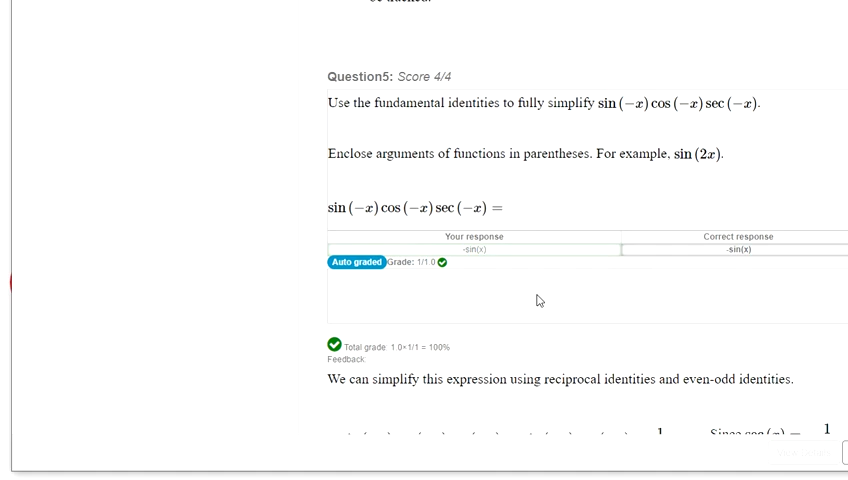 Question5: Score 4/4
Use the fundamental identities to fully simplify sin (−x) cos (−x) sec (−x).
Enclose arguments of functions in parentheses. For example, sin (2x).
sin (−x) cos (−x) sec (−x) =
Your response Correct response
-sin(x) -sin(x)
Auto graded Grade: 1/1.0
Total grade: 1.0×1/1 = 100%
Feedback:
We can simplify this expression using reciprocal identities and even-odd identities.
1 1